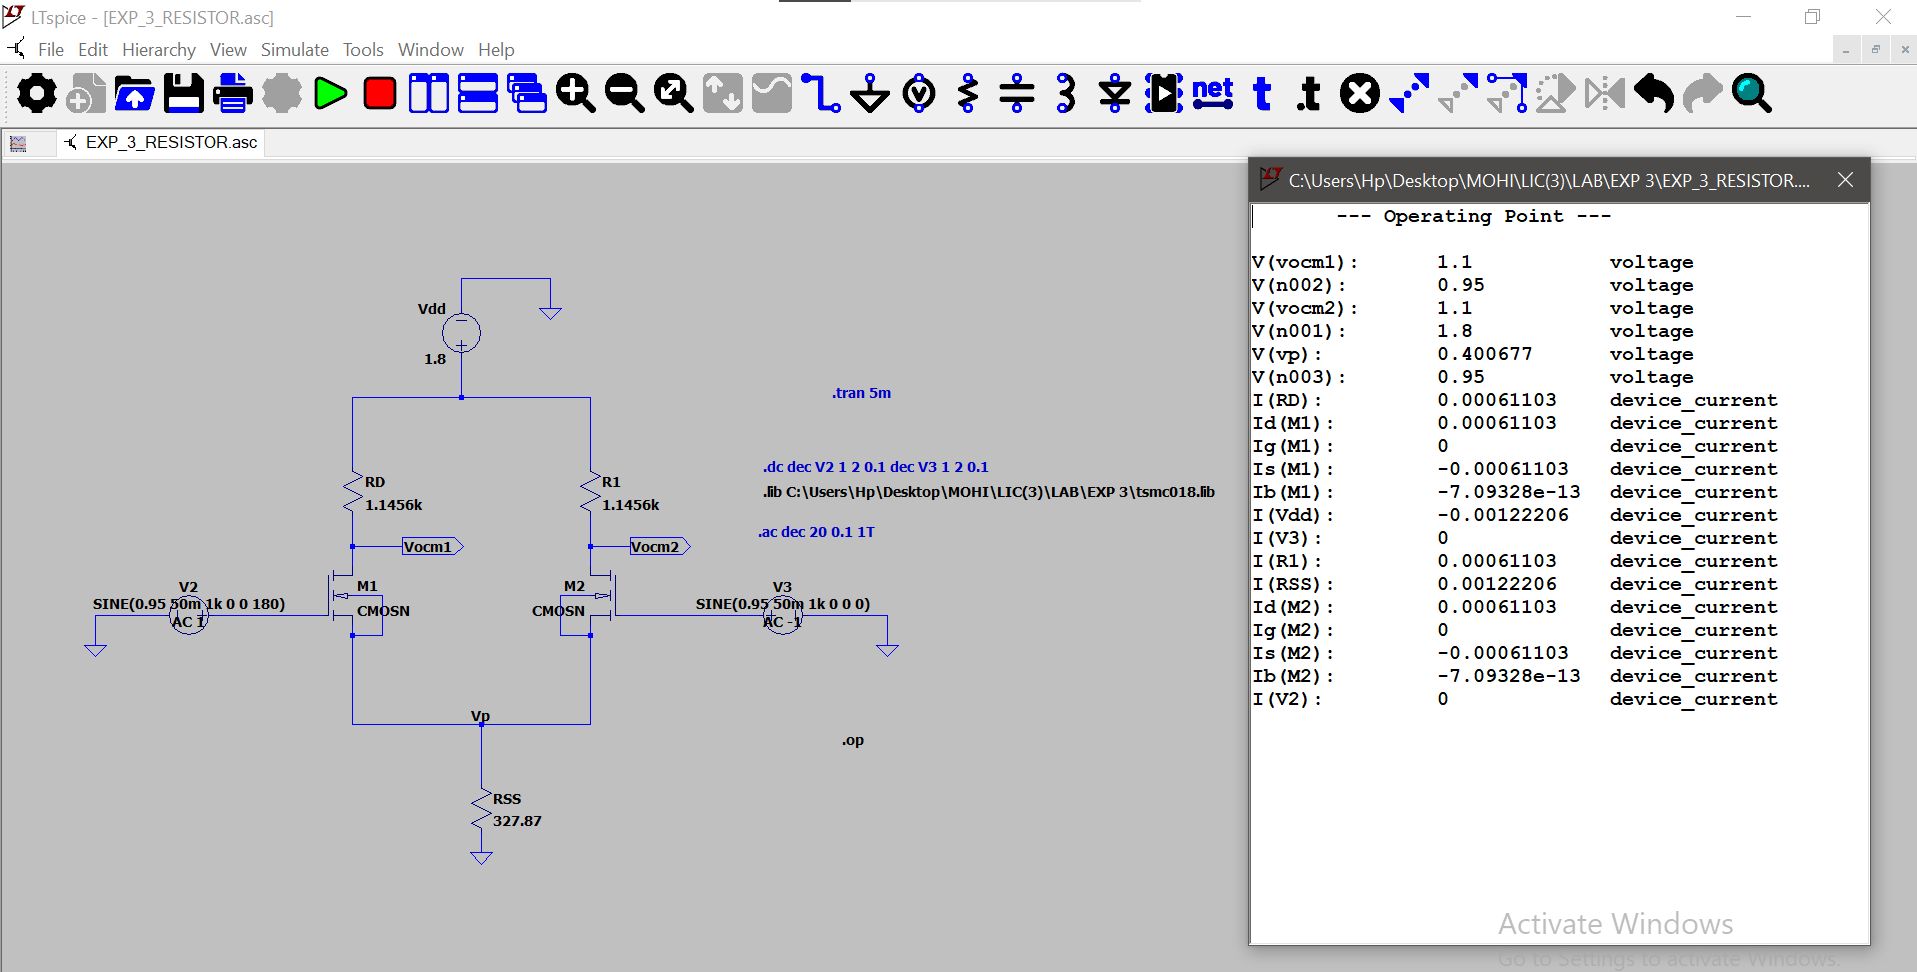 LTspice - [EXP_3_RESISTOR.asc]
File Edit Hierarchy View Simulate Tools Window Help
net t .t
EXP_3_RESISTOR.asc
Vdd
1.8
RD
1.1456k
R1
1.1456k
Vocm1
Vocm2
V2
SINE(0.95 50m 1k 0 0 180)
AC 1
M1
CMOSN
M2
CMOSN
V3
SINE(0.95 50m 1k 0 0 0)
AC -1
Vp
RSS
327.87
.tran 5m
.dc dec V2 1 2 0.1 dec V3 1 2 0.1
.lib C:\Users\Hp\Desktop\MOHI\LIC(3)\LAB\EXP 3\tsmc018.lib
.ac dec 20 0.1 1T
.op
C:\Users\Hp\Desktop\MOHI\LIC(3)\LAB\EXP 3\EXP_3_RESISTOR....
--- Operating Point ---
V(vocm1): 1.1 voltage
V(n002): 0.95 voltage
V(vocm2): 1.1 voltage
V(n001): 1.8 voltage
V(vp): 0.400677 voltage
V(n003): 0.95 voltage
I(RD): 0.00061103 device_current
Id(M1): 0.00061103 device_current
Ig(M1): 0 device_current
Is(M1): -0.00061103 device_current
Ib(M1): -7.09328e-13 device_current
I(Vdd): -0.00122206 device_current
I(V3): 0 device_current
I(R1): 0.00061103 device_current
I(RSS): 0.00122206 device_current
Id(M2): 0.00061103 device_current
Ig(M2): 0 device_current
Is(M2): -0.00061103 device_current
Ib(M2): -7.09328e-13 device_current
I(V2): 0 device_current
Activate Windows
Go to Settings to activate Windows.